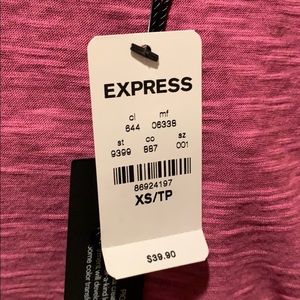 EXPRESS
cl mf
644 06338
st co sz
9399 887 001
86924197
XS/TP
$39.90